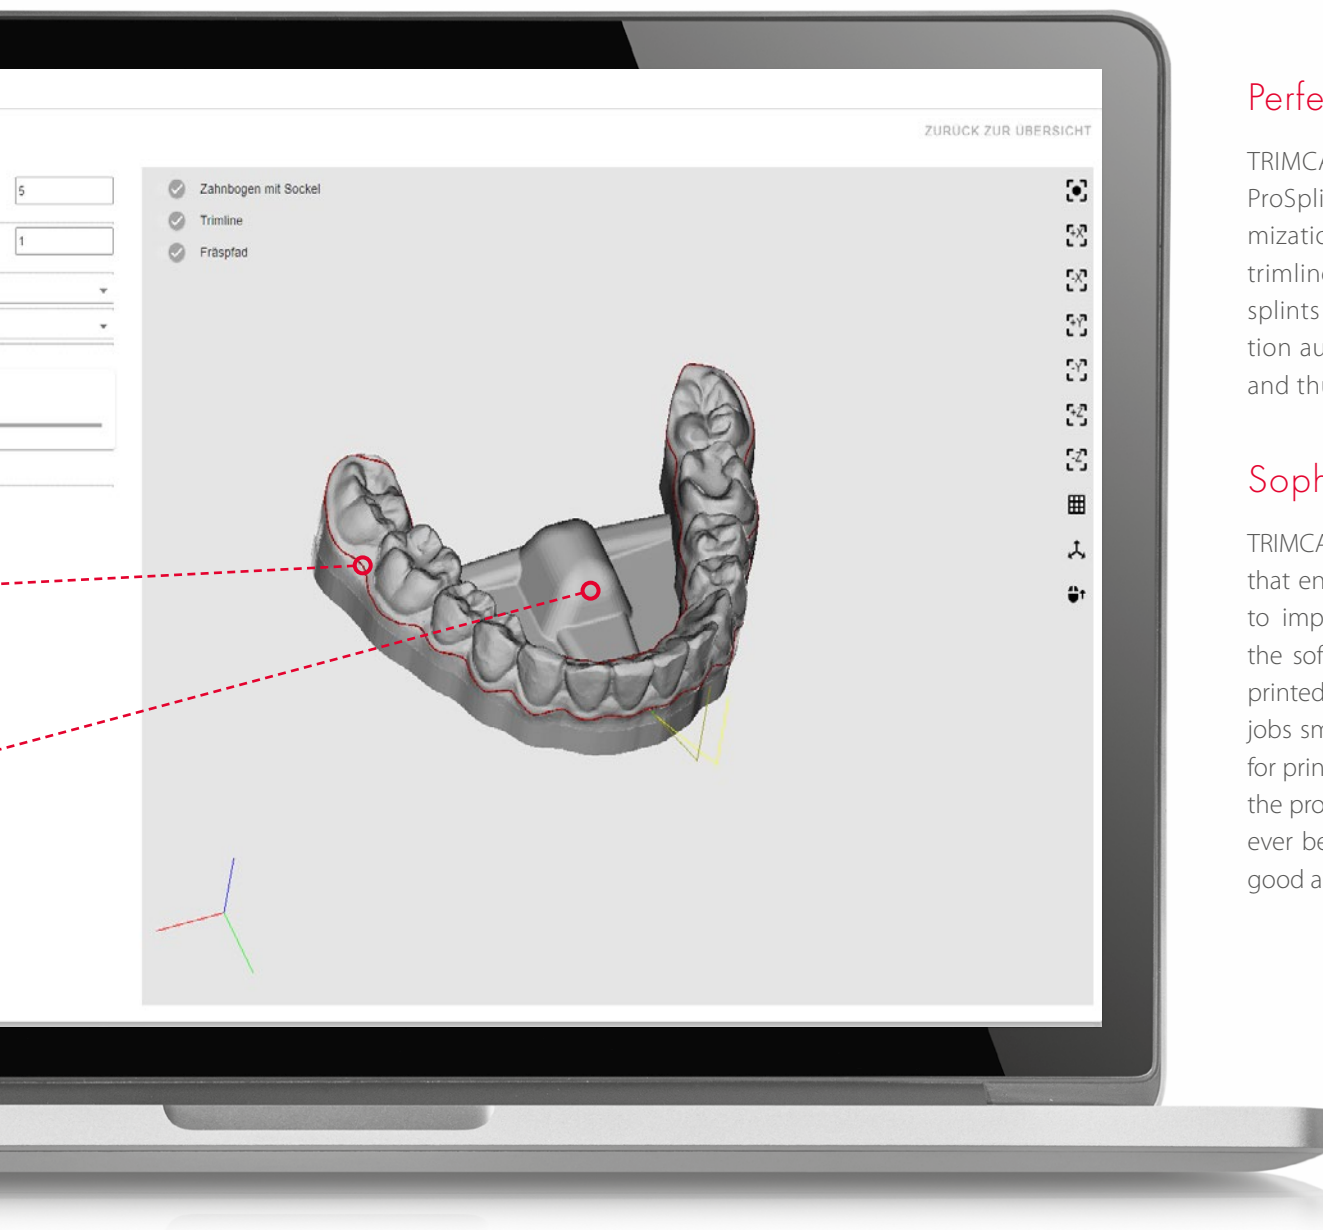 ZURÜCK ZUR ÜBERSICHT
5
1
Zahnbogen mit Sockel
Trimline
Fräspfad
+X
-X
+Y
-Y
+Z
-Z
Perfe
TRIMCA
ProSpli
mizatio
trimline
splints
tion au
and thu
Soph
TRIMCA
that en
to imp
the sof
printed
jobs sm
for prin
the pro
ever be
good a